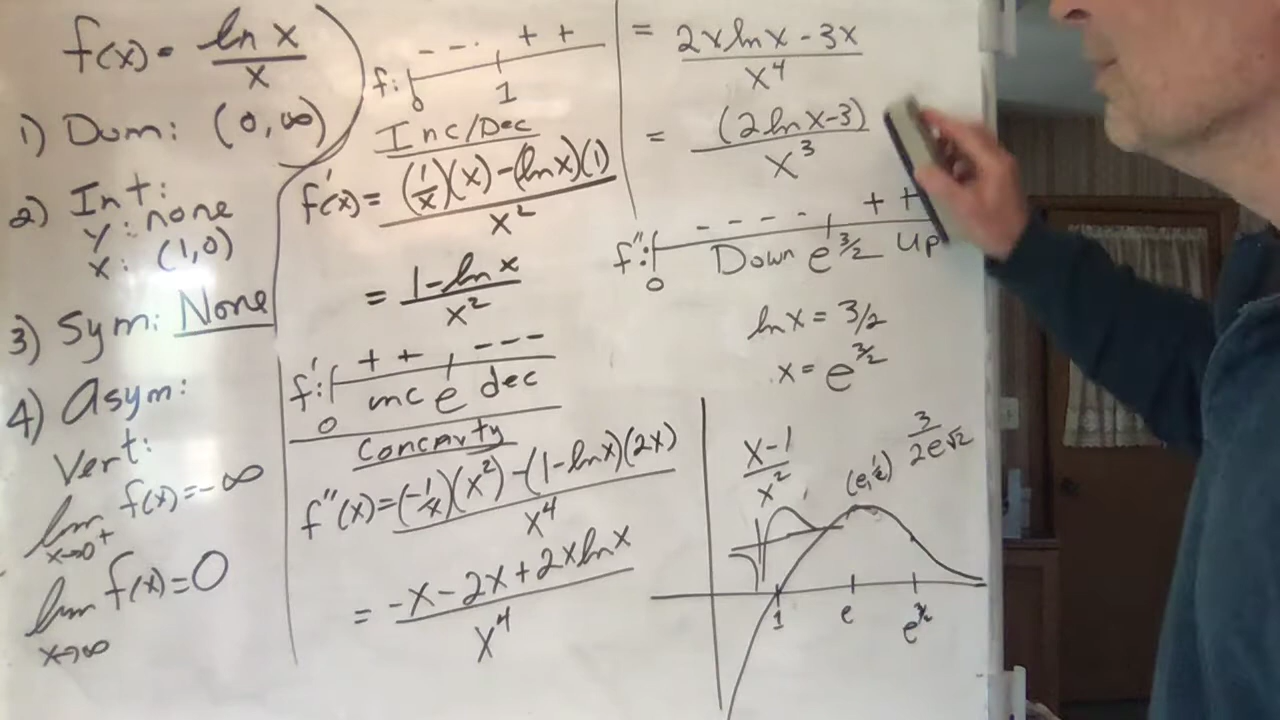 f(x) = ln x / x
1) Dom: (0, ∞)
2) Int:
y: none
x: (1,0)
3) Sym: None
4) Asym:
Vert:
lim x→0⁺ f(x) = -∞
lim x→∞ f(x) = 0
f: - - - + +
0 1
Inc/Dec
f'(x) = (1/x)(x) - (ln x)(1) / x²
= 1 - ln x / x²
f': + + - - -
0 inc e dec
Concavity
f''(x) = (-1/x)(x²) - (1 - ln x)(2x) / x⁴
= -x - 2x + 2x ln x / x⁴
= 2x ln x - 3x / x⁴
= (2 ln x - 3) / x³
f'': - - - - + +
0 Down e^3/2 Up
ln x = 3/2
x = e^3/2
x - 1 / x²
(e, 1/e)
3 / 2e√2
1 e e^3/2